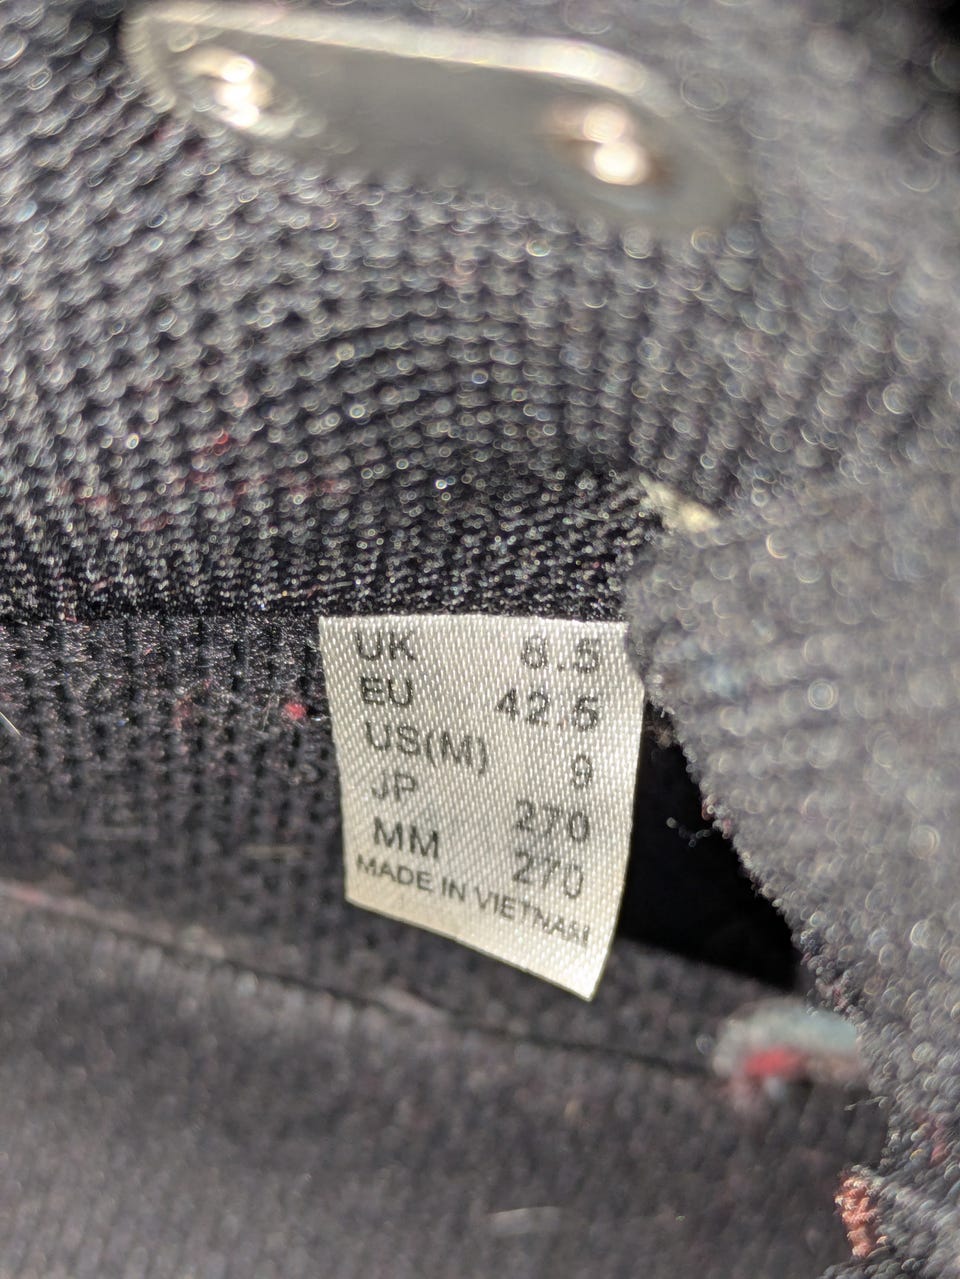 UK 8.5
EU 42.5
US(M) 9
JP 270
MM 270
MADE IN VIETNAM